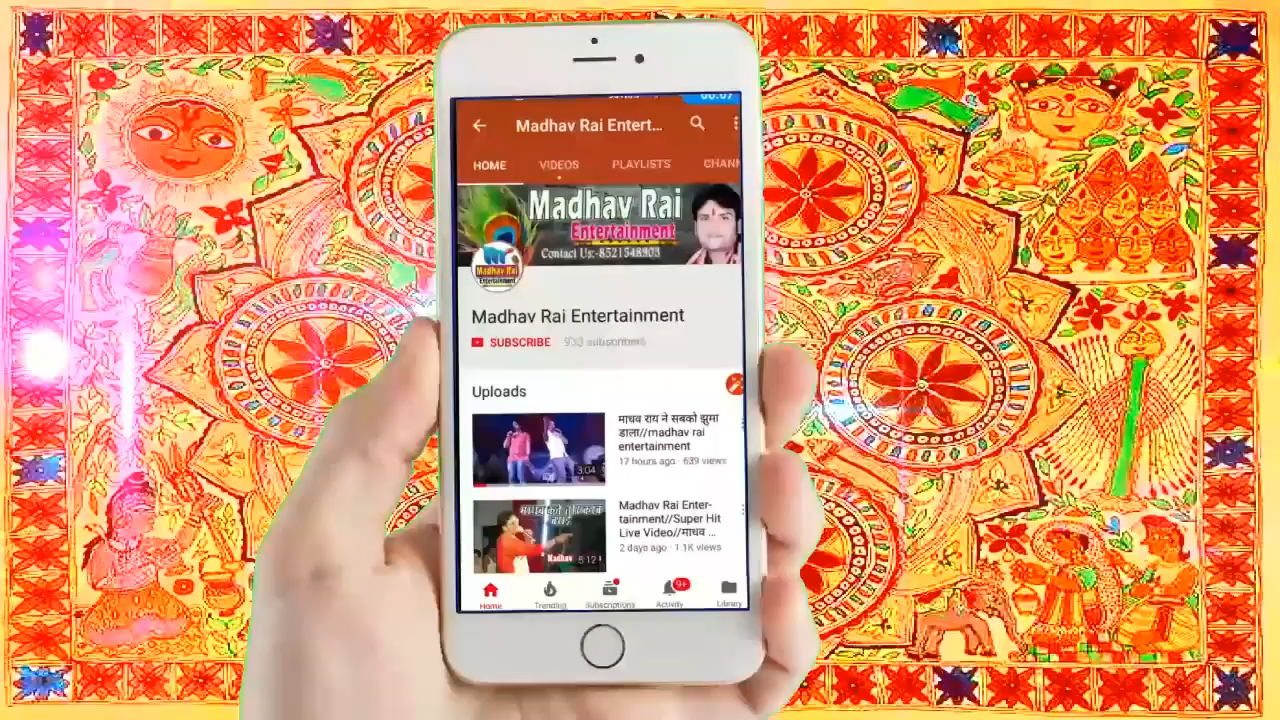 Madhav Rai Entert...
HOME VIDEOS PLAYLISTS CHANN
Madhav Rai
Entertainment
Contact Us:-8521548903
Madhav Rai
Entertainment
Madhav Rai Entertainment
SUBSCRIBE 933 subscribers
Uploads
माधव राय ने सबको झुमा
डाला//madhav rai
entertainment
17 hours ago · 639 views
3:04
Madhav Rai Enter-
tainment//Super Hit
Live Video//माधव ...
2 days ago · 1.1K views
Madhav
5:12
9+
Home Trending Subscriptions Activity Library